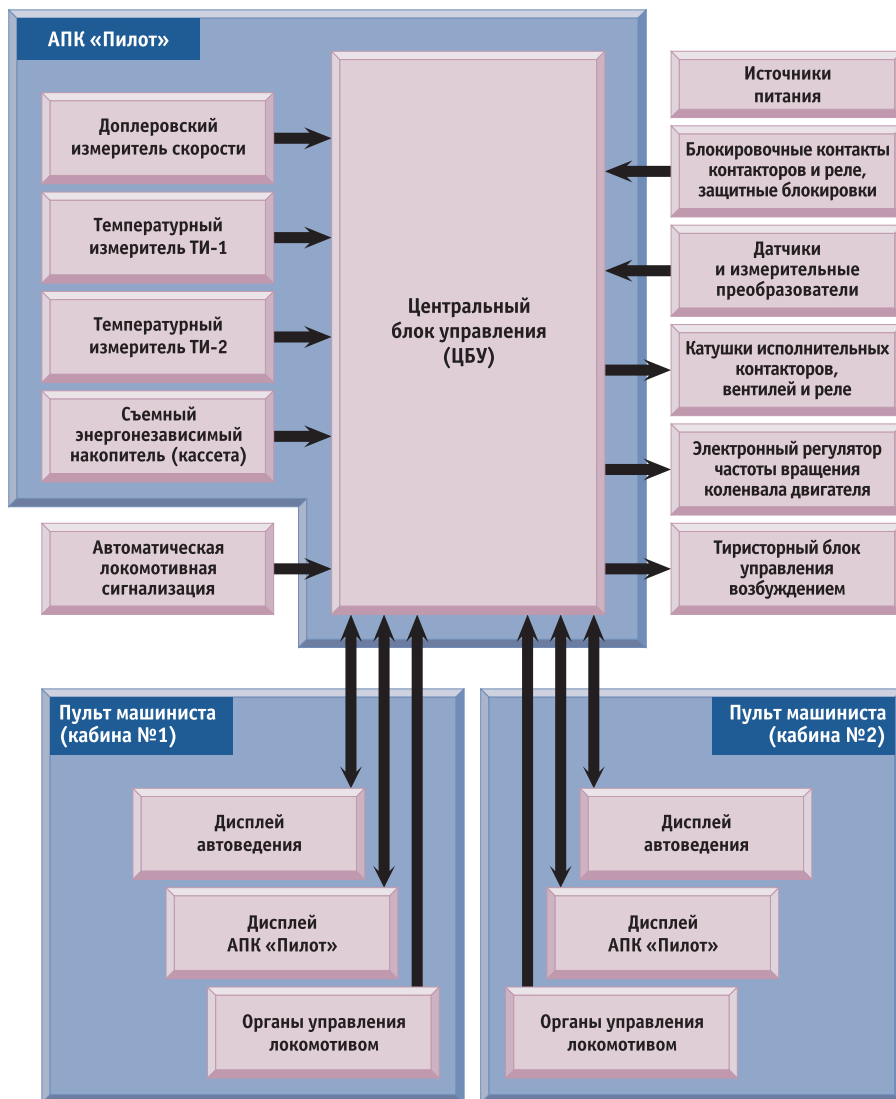 АПК «Пилот»
Доплеровский
измеритель скорости
Температурный
измеритель ТИ-1
Температурный
измеритель ТИ-2
Съемный
энергонезависимый
накопитель (кассета)
Автоматическая
локомотивная
сигнализация
Центральный
блок управления
(ЦБУ)
Источники
питания
Блокировочные контакты
контакторов и реле,
защитные блокировки
Датчики
и измерительные
преобразователи
Катушки исполнительных
контакторов,
вентилей и реле
Электронный регулятор
частоты вращения
коленвала двигателя
Тиристорный блок
управления
возбуждением
Пульт машиниста
(кабина №1)
Дисплей
автоведения
Дисплей
АПК «Пилот»
Органы управления
локомотивом
Пульт машиниста
(кабина №2)
Дисплей
автоведения
Дисплей
АПК «Пилот»
Органы управления
локомотивом